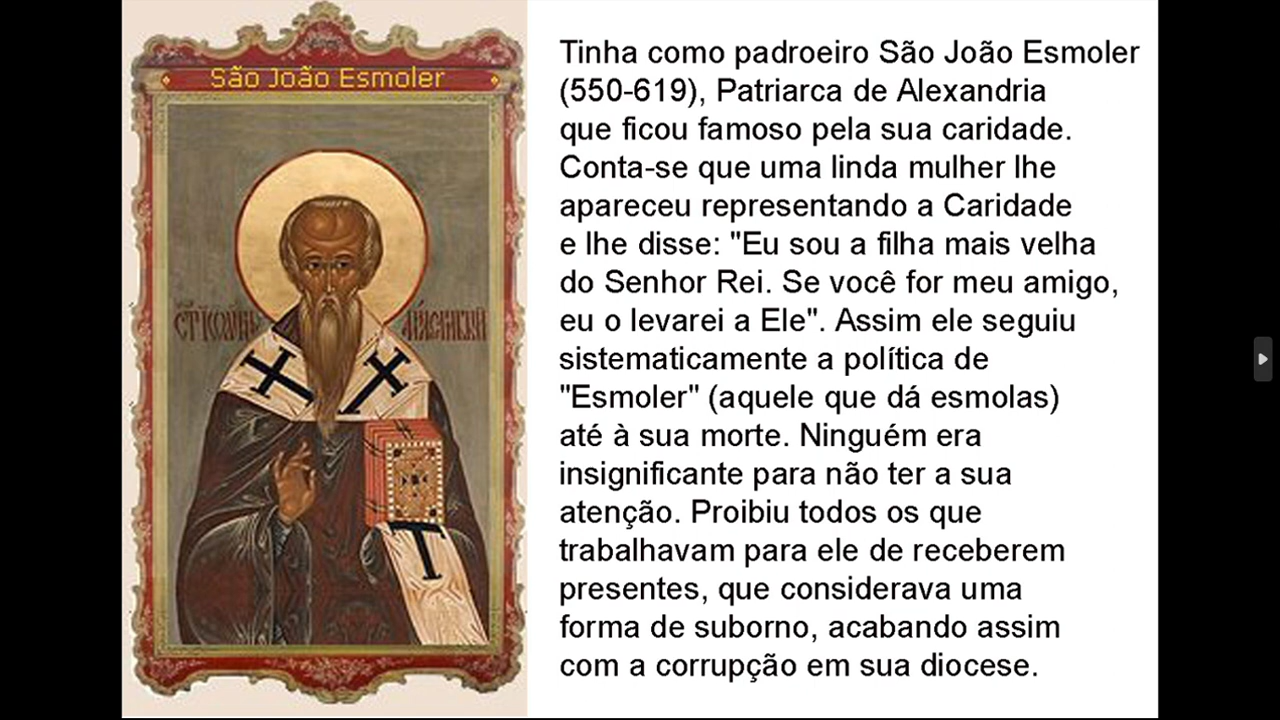 São João Esmoler
Tinha como padroeiro São João Esmoler
(550-619), Patriarca de Alexandria
que ficou famoso pela sua caridade.
Conta-se que uma linda mulher lhe
apareceu representando a Caridade
e lhe disse: "Eu sou a filha mais velha
do Senhor Rei. Se você for meu amigo,
eu o levarei a Ele". Assim ele seguiu
sistematicamente a política de
"Esmoler" (aquele que dá esmolas)
até à sua morte. Ninguém era
insignificante para não ter a sua
atenção. Proibiu todos os que
trabalhavam para ele de receberem
presentes, que considerava uma
forma de suborno, acabando assim
com a corrupção em sua diocese.